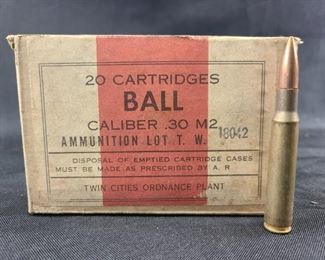 20 CARTRIDGES
BALL
CALIBER .30 M2
AMMUNITION LOT T. W. 18042
DISPOSAL OF EMPTIED CARTRIDGE CASES
MUST BE MADE AS PRESCRIBED BY A. R
TWIN CITIES ORDNANCE PLANT